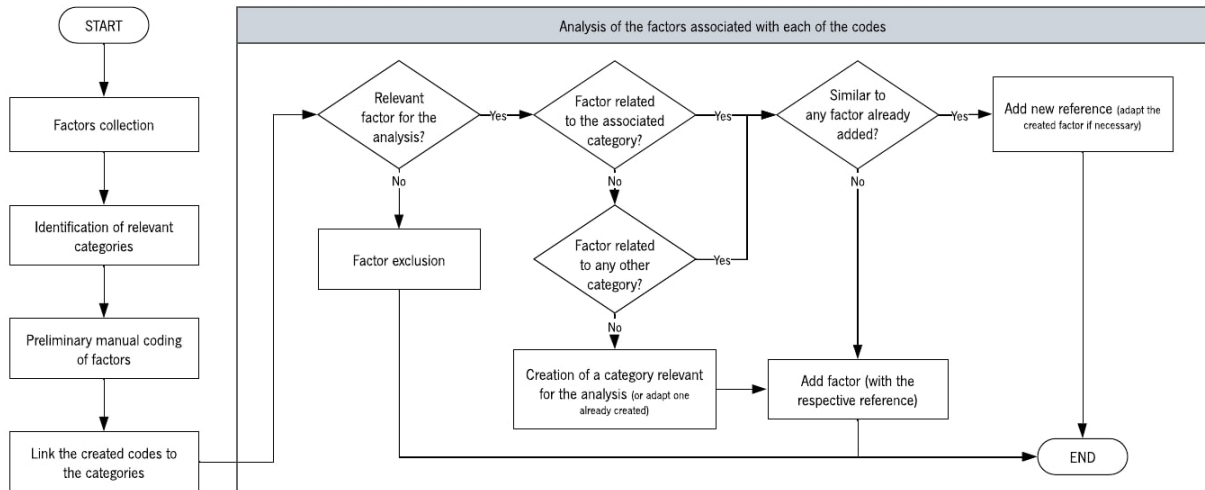 START
Factors collection
Identification of relevant
categories
Preliminary manual coding
of factors
Link the created codes to
the categories
Analysis of the factors associated with each of the codes
Relevant
factor for the
analysis?
Yes
No
Factor exclusion
Factor related
to the associated
category?
Yes
No
Factor related
to any other
category?
Yes
No
Creation of a category relevant
for the analysis (or adapt one
already created)
Similar to
any factor already
added?
Yes
No
Add factor (with the
respective reference)
Add new reference (adapt the
created factor if necessary)
END